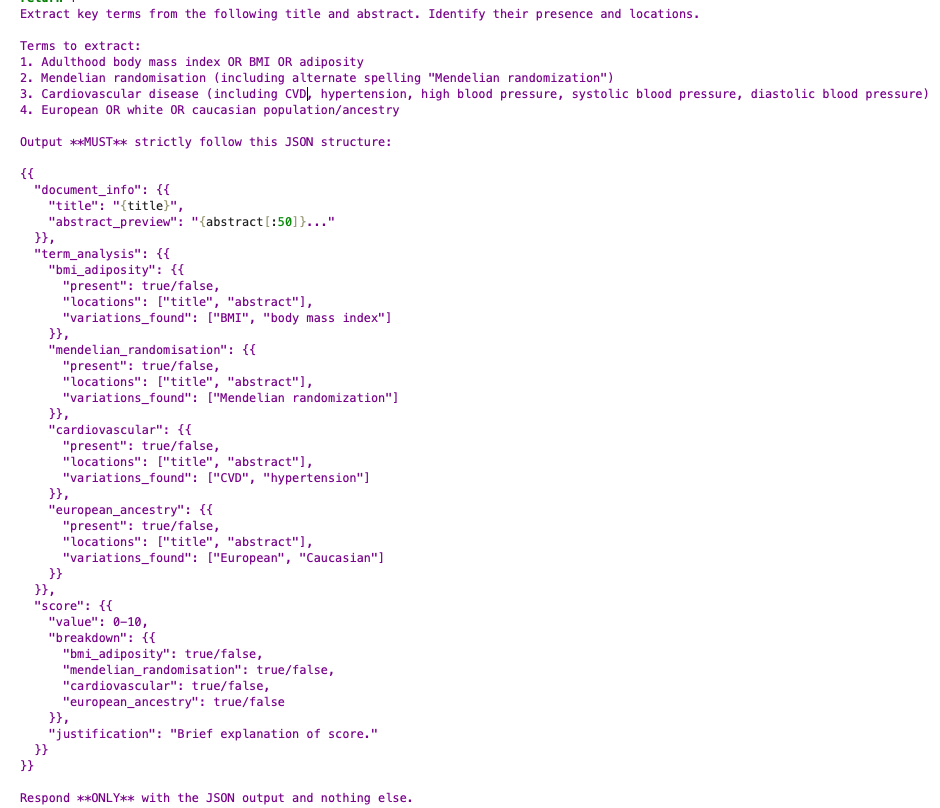 Extract key terms from the following title and abstract. Identify their presence and locations.
Terms to extract:
1. Adulthood body mass index OR BMI OR adiposity
2. Mendelian randomisation (including alternate spelling "Mendelian randomization")
3. Cardiovascular disease (including CVD, hypertension, high blood pressure, systolic blood pressure, diastolic blood pressure)
4. European OR white OR caucasian population/ancestry
Output **MUST** strictly follow this JSON structure:
{{
  "document_info": {{
    "title": "{title}",
    "abstract_preview": "{abstract[:50]}..."
  }},
  "term_analysis": {{
    "bmi_adiposity": {{
      "present": true/false,
      "locations": ["title", "abstract"],
      "variations_found": ["BMI", "body mass index"]
    }},
    "mendelian_randomisation": {{
      "present": true/false,
      "locations": ["title", "abstract"],
      "variations_found": ["Mendelian randomization"]
    }},
    "cardiovascular": {{
      "present": true/false,
      "locations": ["title", "abstract"],
      "variations_found": ["CVD", "hypertension"]
    }},
    "european_ancestry": {{
      "present": true/false,
      "locations": ["title", "abstract"],
      "variations_found": ["European", "Caucasian"]
    }}
  }},
  "score": {{
    "value": 0–10,
    "breakdown": {{
      "bmi_adiposity": true/false,
      "mendelian_randomisation": true/false,
      "cardiovascular": true/false,
      "european_ancestry": true/false
    }},
    "justification": "Brief explanation of score."
  }}
}}
Respond **ONLY** with the JSON output and nothing else.